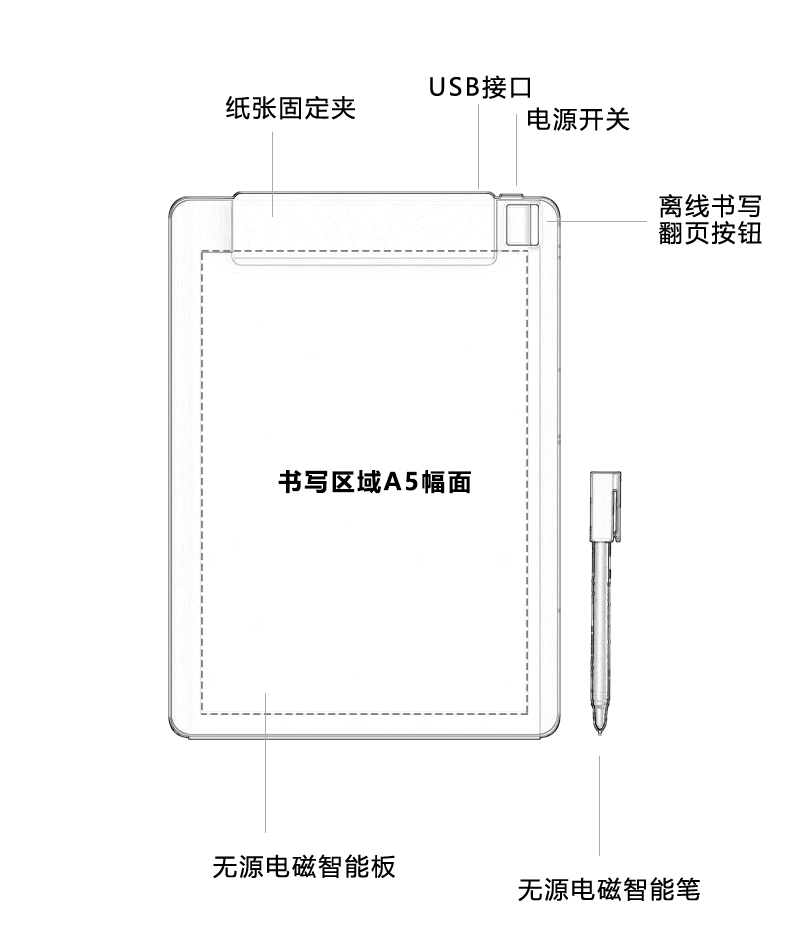 USB接口
纸张固定夹
电源开关
离线书写
翻页按钮
书写区域A5幅面
无源电磁智能板
无源电磁智能笔